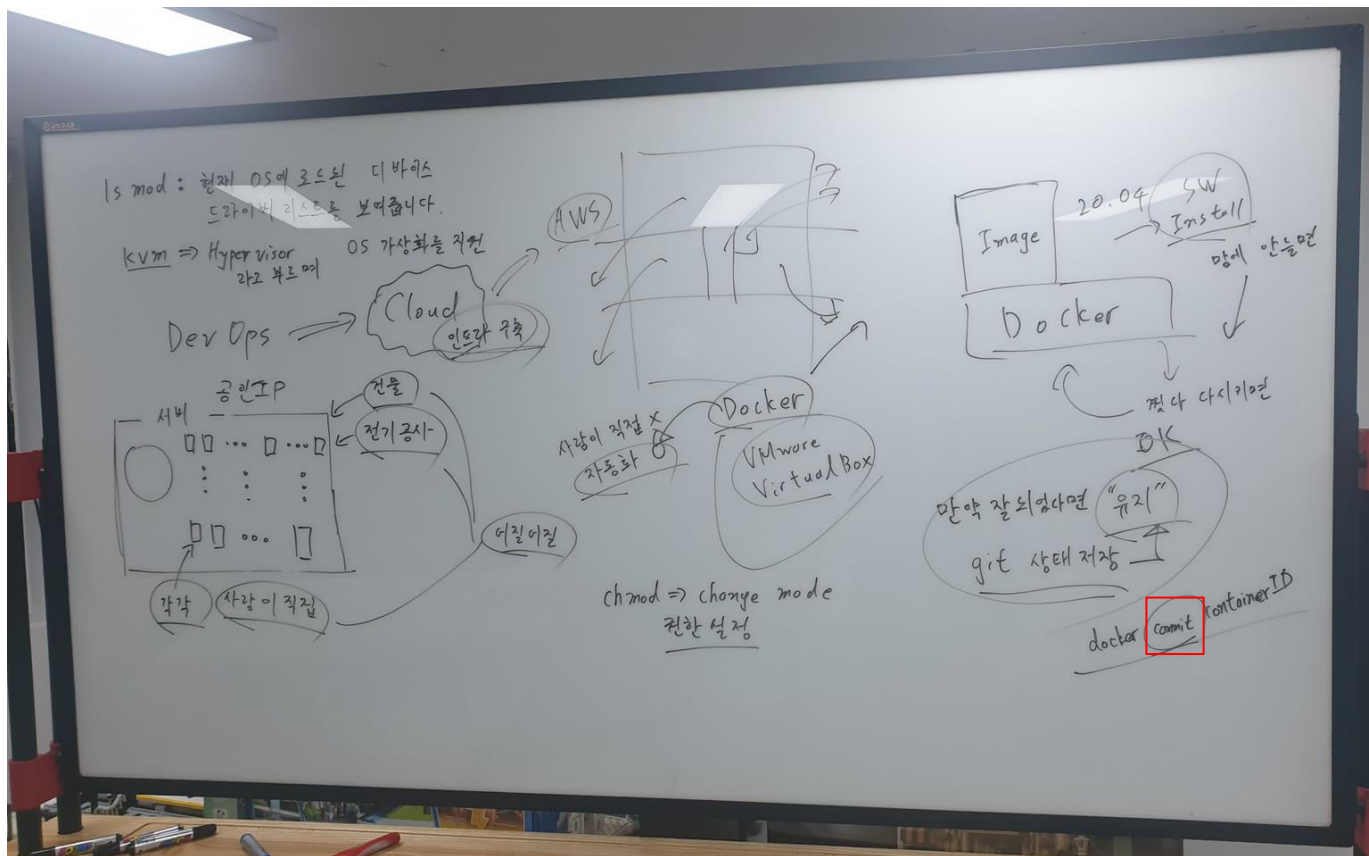 ls mod : 현재 OS에 로드된 디바이스
드라이버 리스트를 보여줍니다.
kvm => Hypervisor OS 가상화를 지원
라고 부르며
DevOps
Cloud
인프라 구축
AWS
공인IP
서버
건물
전기공사
각각
사람이 직접
어질어질
사람이 직접 X
자동화
Docker
VMware
VirtualBox
chmod => change mode
권한 설정
Image
20.04
SW
Install
맘에 안들면
Docker
껐다 다시키면
OK
만약 잘되었다면 "유지"
git 상태저장
docker commit containerID